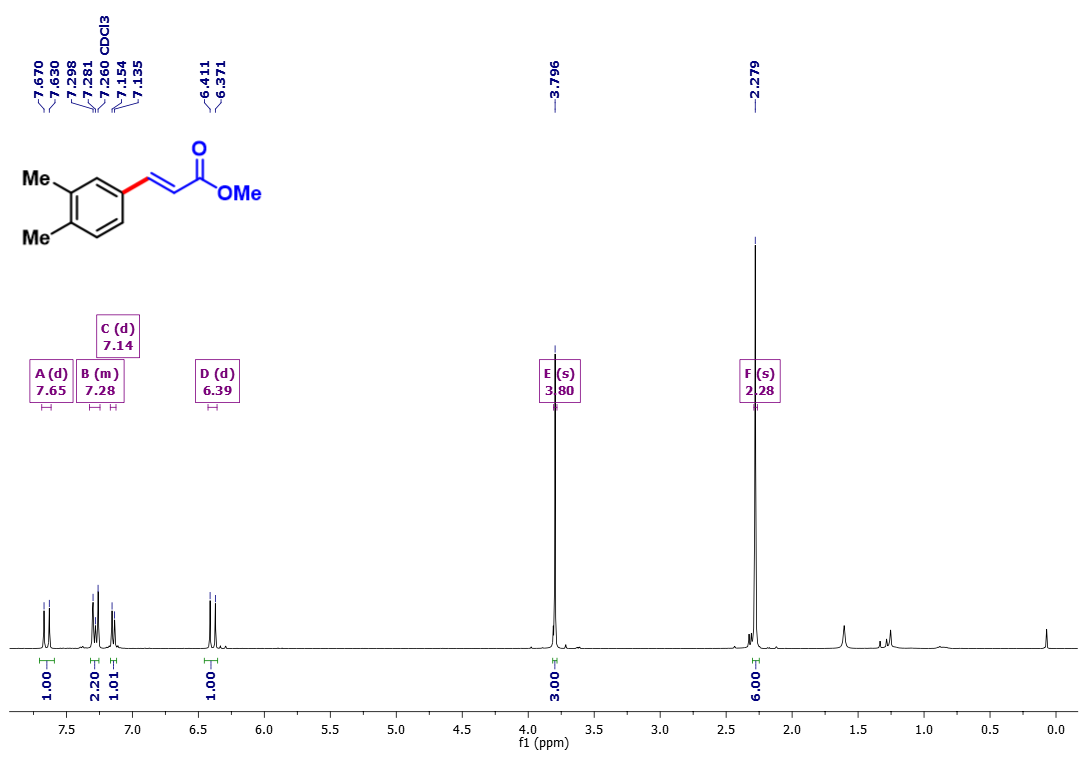 7.670
7.630
7.298
7.281
7.260 CDCl3
7.154
7.135
6.411
6.371
3.796
2.279
O
Me
OMe
Me
C (d)
7.14
A (d)
7.65
B (m)
7.28
D (d)
6.39
E (s)
3.80
F (s)
2.28
1.00
2.20
1.01
1.00
3.00
6.00
7.5 7.0 6.5 6.0 5.5 5.0 4.5 4.0 3.5 3.0 2.5 2.0 1.5 1.0 0.5 0.0
f1 (ppm)